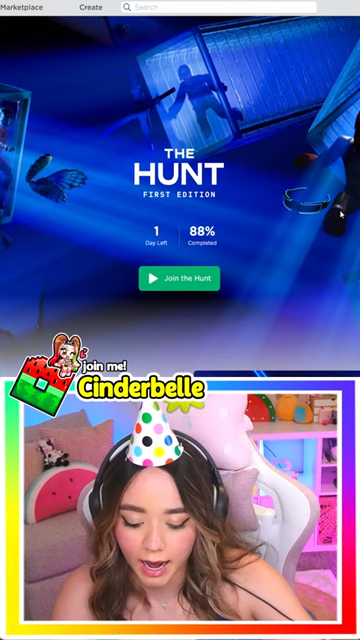 Marketplace Create Search
THE
HUNT
FIRST EDITION
1 88%
Day Left Completed
Join the Hunt
join me!
Cinderbelle